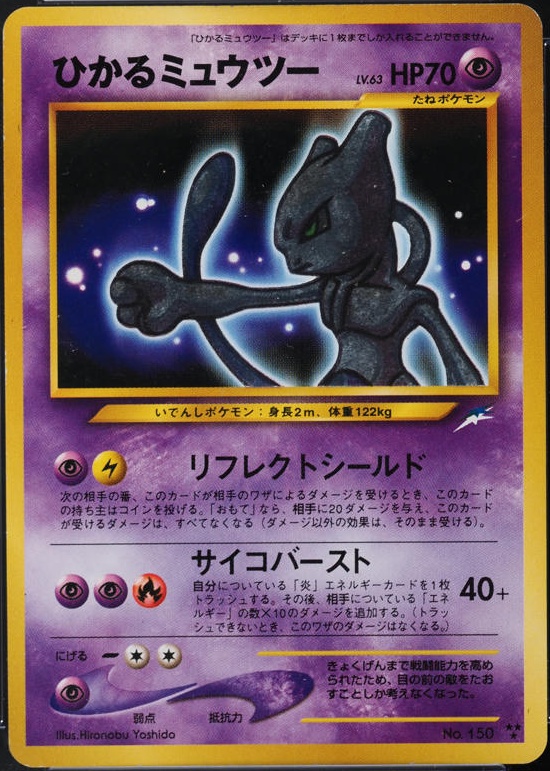 「ひかるミュウツー」はデッキに1枚までしか入れることができません。
ひかるミュウツー LV.63 HP70
たねポケモン
いでんしポケモン：身長2m、体重122kg
リフレクトシールド
次の相手の番、このカードが相手のワザによるダメージを受けるとき、このカード
の持ち主はコインを投げる。「おもて」なら、相手に20ダメージを与え、このカード
が受けるダメージは、すべてなくなる（ダメージ以外の効果は、そのまま受ける）。
サイコバースト 40+
自分についている「炎」エネルギーカードを1枚
トラッシュする。その後、相手についている「エネ
ルギー」の数×10のダメージを追加する。（トラッ
シュできないとき、このワザのダメージはなくなる。）
にげる
きょくげんまで戦闘能力を高め
られたため、目の前の敵をたお
すことしか考えなくなった。
弱点 抵抗力
Illus.Hironobu Yoshido
No.150